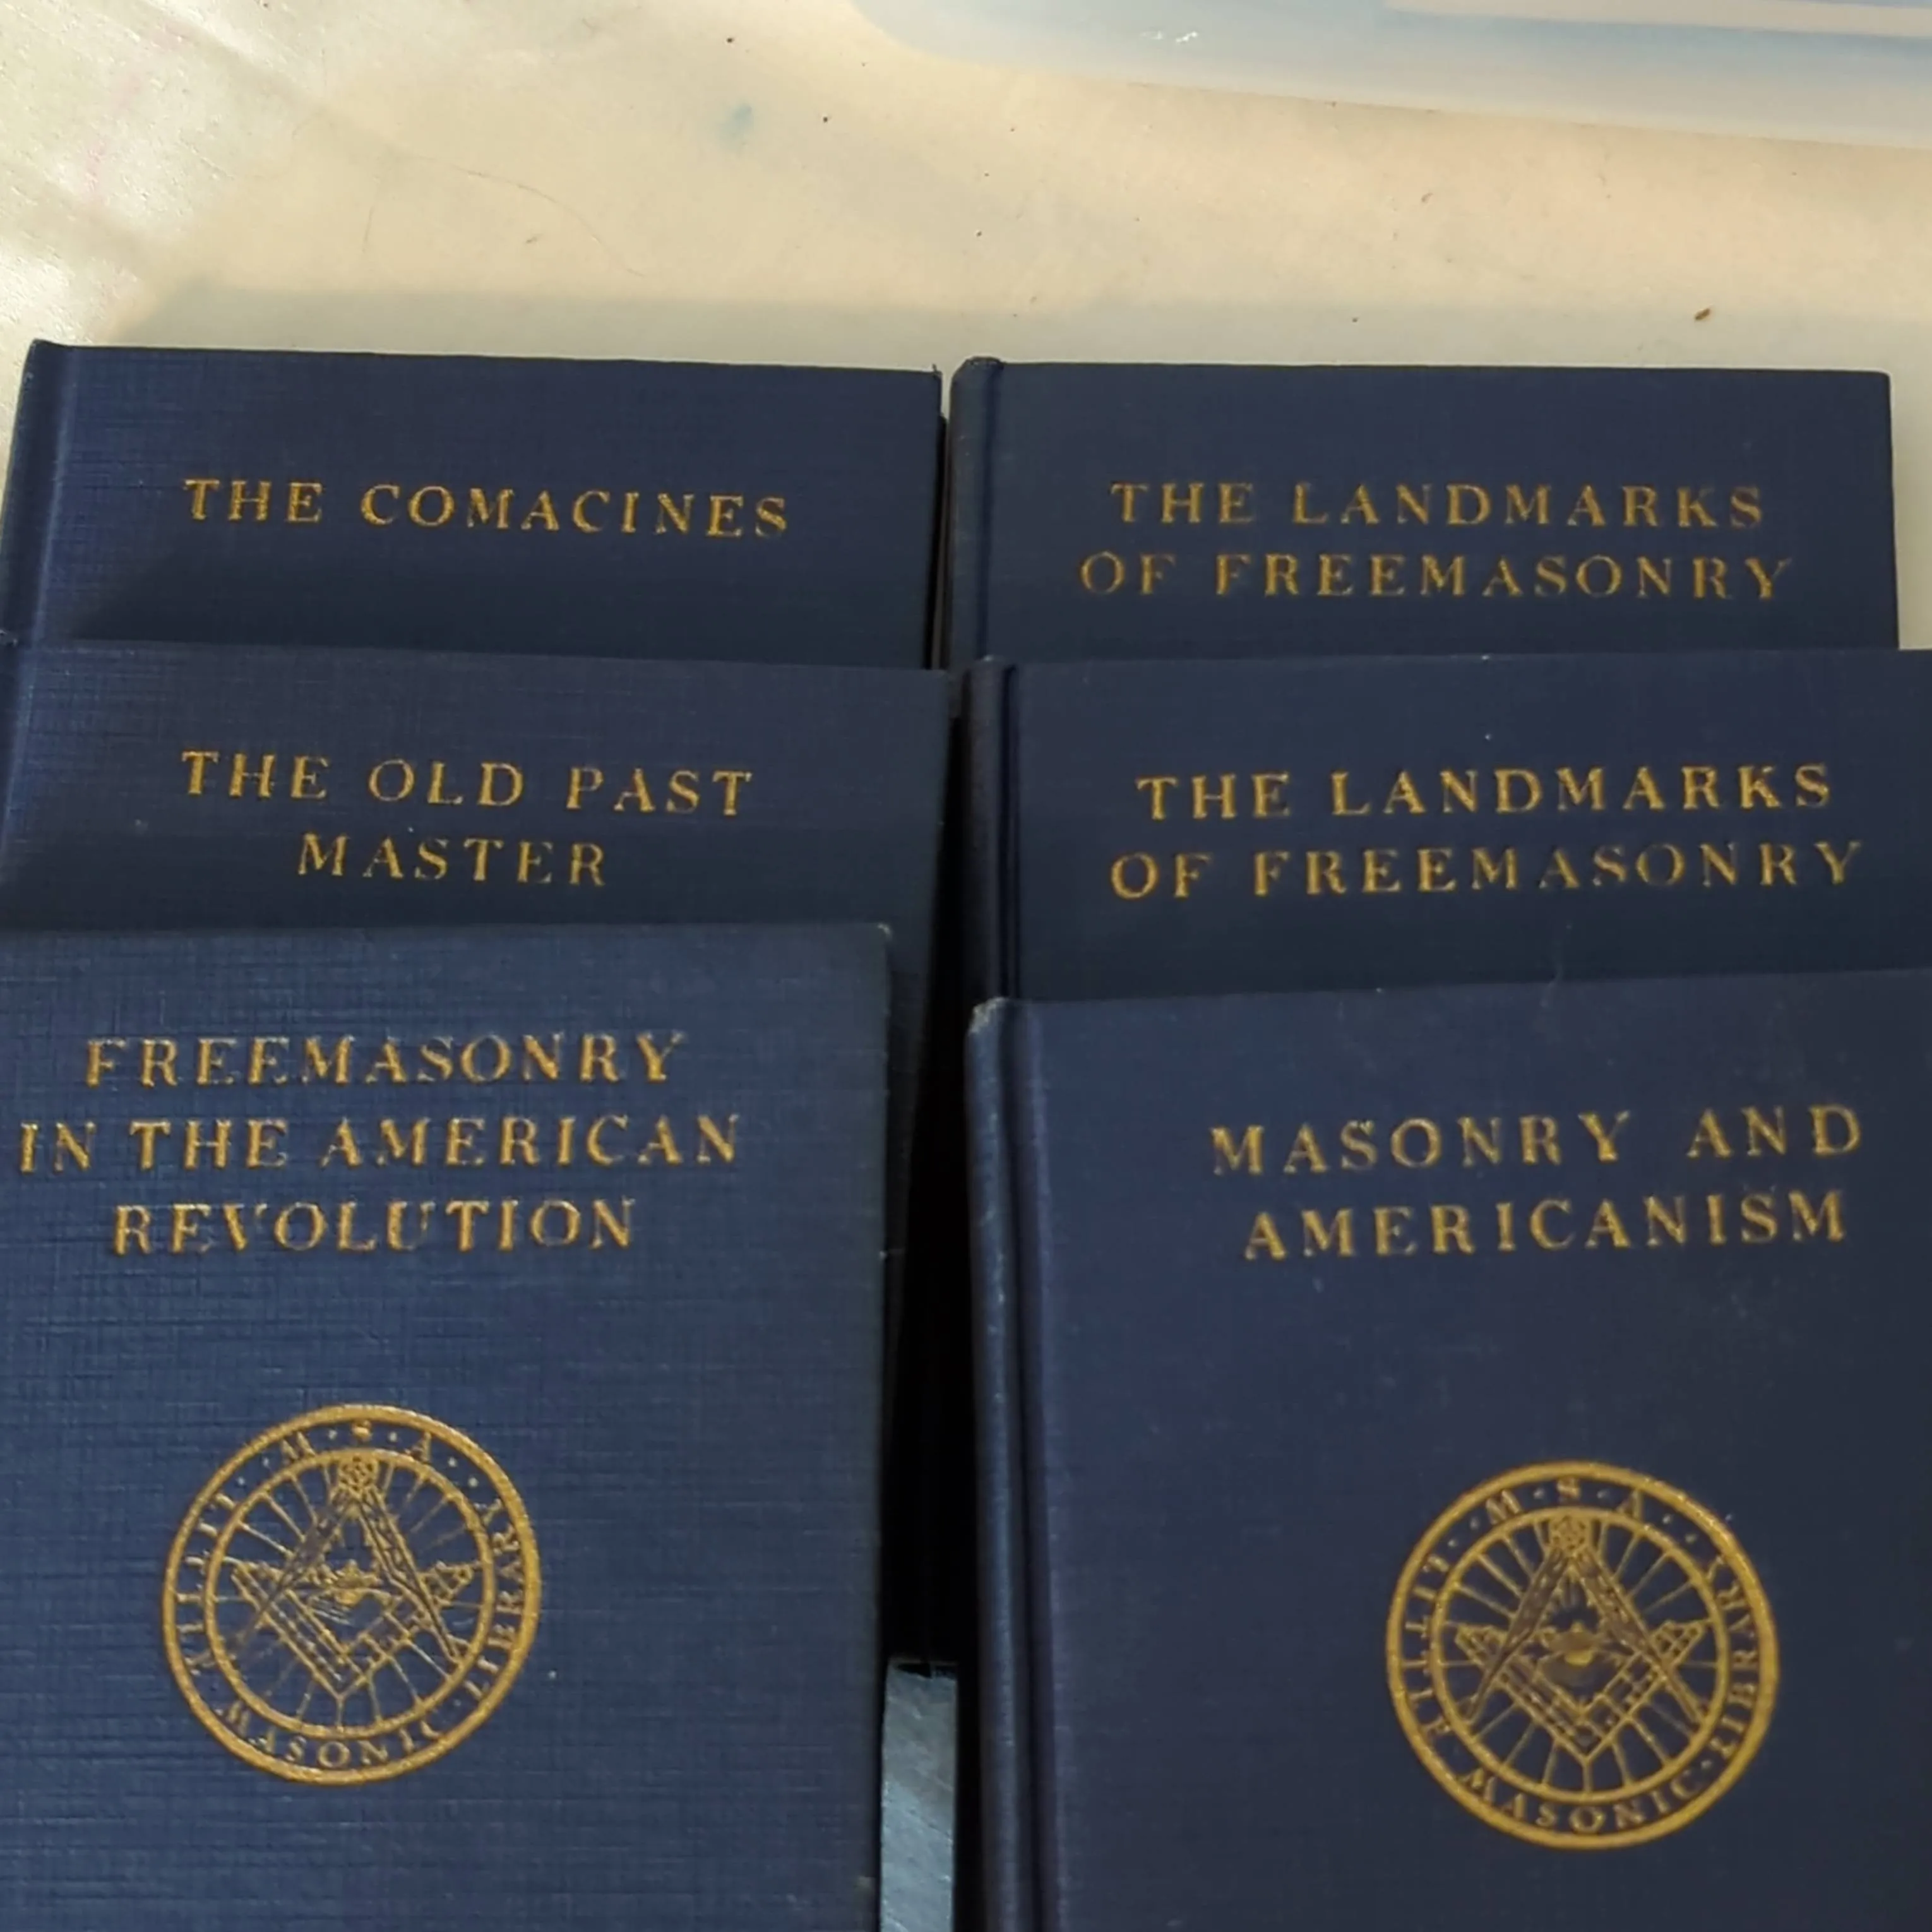 THE COMACINES
THE LANDMARKS
OF FREEMASONRY
THE OLD PAST
MASTER
THE LANDMARKS
OF FREEMASONRY
FREEMASONRY
IN THE AMERICAN
REVOLUTION
M·S·A··
LITTLE·MASONIC·LIBRARY
MASONRY AND
AMERICANISM
M·S·A··
LITTLE·MASONIC·LIBRARY